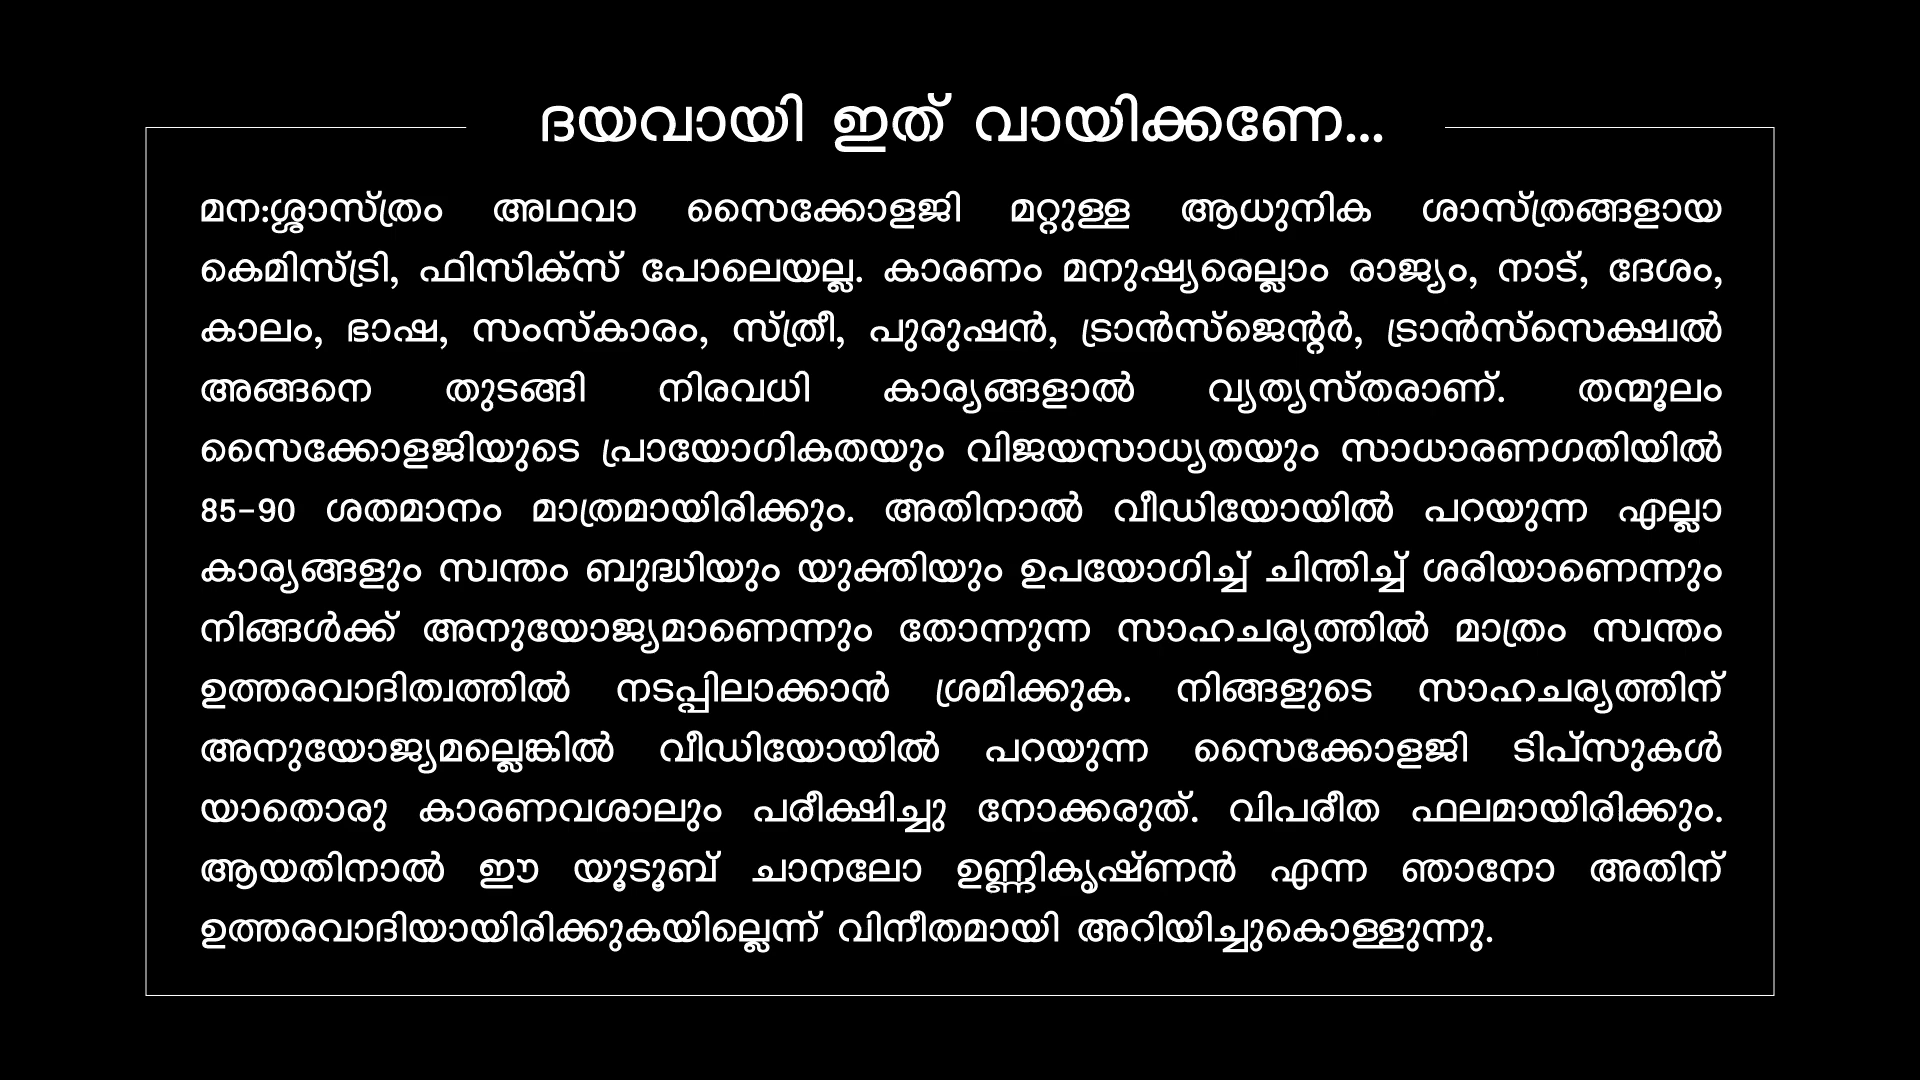 ദയവായി ഇത് വായിക്കണേ...
മന:ശ്ശാസ്ത്രം അഥവാ സൈക്കോളജി മറ്റുള്ള ആധുനിക ശാസ്ത്രങ്ങളായ
കെമിസ്ട്രി, ഫിസിക്സ് പോലെയല്ല. കാരണം മനുഷ്യരെല്ലാം രാജ്യം, നാട്, ദേശം,
കാലം, ഭാഷ, സംസ്കാരം, സ്ത്രീ, പുരുഷൻ, ട്രാൻസ്ജെന്റർ, ട്രാൻസ്സെക്ഷ്വൽ
അങ്ങനെ തുടങ്ങി നിരവധി കാര്യങ്ങളാൽ വ്യത്യസ്തരാണ്. തന്മൂലം
സൈക്കോളജിയുടെ പ്രായോഗികതയും വിജയസാധ്യതയും സാധാരണഗതിയിൽ
85-90 ശതമാനം മാത്രമായിരിക്കും. അതിനാൽ വീഡിയോയിൽ പറയുന്ന എല്ലാ
കാര്യങ്ങളും സ്വന്തം ബുദ്ധിയും യുക്തിയും ഉപയോഗിച്ച് ചിന്തിച്ച് ശരിയാണെന്നും
നിങ്ങൾക്ക് അനുയോജ്യമാണെന്നും തോന്നുന്ന സാഹചര്യത്തിൽ മാത്രം സ്വന്തം
ഉത്തരവാദിത്വത്തിൽ നടപ്പിലാക്കാൻ ശ്രമിക്കുക. നിങ്ങളുടെ സാഹചര്യത്തിന്
അനുയോജ്യമല്ലെങ്കിൽ വീഡിയോയിൽ പറയുന്ന സൈക്കോളജി ടിപ്സുകൾ
യാതൊരു കാരണവശാലും പരീക്ഷിച്ചു നോക്കരുത്. വിപരീത ഫലമായിരിക്കും.
ആയതിനാൽ ഈ യൂടൂബ് ചാനലോ ഉണ്ണികൃഷ്ണൻ എന്ന ഞാനോ അതിന്
ഉത്തരവാദിയായിരിക്കുകയില്ലെന്ന് വിനീതമായി അറിയിച്ചുകൊള്ളുന്നു.